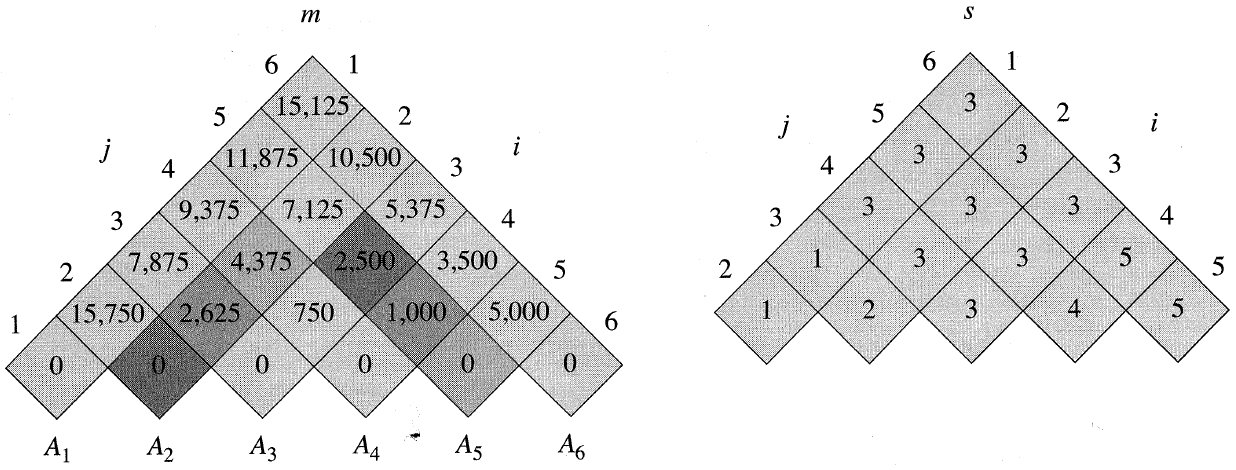 m s
6 1 6 1
15,125 3
5 2 5 2
j 11,875 10,500 i j 3 3 i
4 3 4 3
9,375 7,125 5,375 3 3 3
3 4 3 4
7,875 4,375 2,500 3,500 1 3 3 5
2 5 2 5
15,750 2,625 750 1,000 5,000 1 2 3 4 5
1 6
0 0 0 0 0 0
A1 A2 A3 A4 A5 A6